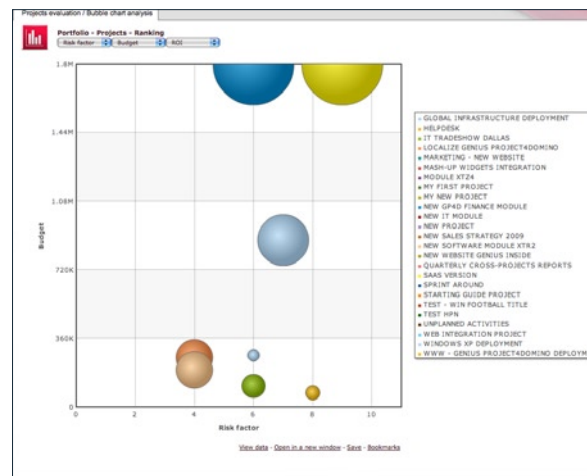 Projects evaluation / Bubble chart analysis
Portfolio - Projects - Ranking
Risk factor Budget ROI
1.8M
1.44M
1.08M
720K
360K
0
Budget
0 2 4 6 8 10
Risk factor
GLOBAL INFRASTRUCTURE DEPLOYMENT
HELPDESK
IT TRADESHOW DALLAS
LOCALIZE GENIUS PROJECT4DOMINO
MARKETING - NEW WEBSITE
MASH-UP WIDGETS INTEGRATION
MODULE XTZ4
MY FIRST PROJECT
MY NEW PROJECT
NEW GP4D FINANCE MODULE
NEW IT MODULE
NEW PROJECT
NEW SALES STRATEGY 2009
NEW SOFTWARE MODULE XTR2
NEW WEBSITE GENIUS INSIDE
QUARTERLY CROSS-PROJECTS REPORTS
SAAS VERSION
SPRINT AROUND
STARTING GUIDE PROJECT
TEST - WIN FOOTBALL TITLE
TEST HPN
UNPLANNED ACTIVITIES
WEB INTEGRATION PROJECT
WINDOWS XP DEPLOYMENT
WWW - GENIUS PROJECT4DOMINO DEPLOYM
View data - Open in a new window - Save - Bookmarks